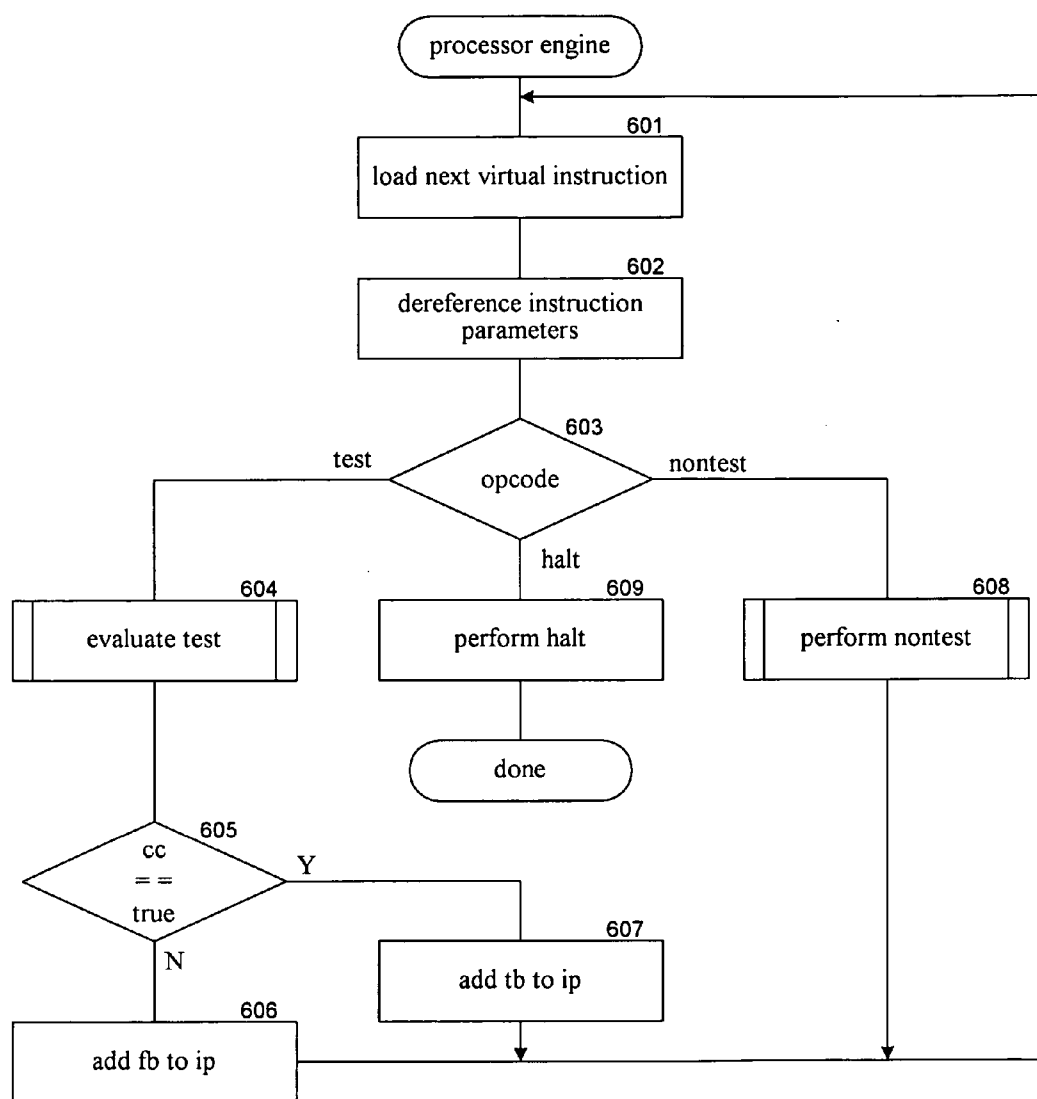 processor engine
601
load next virtual instruction
602
dereference instruction
parameters
603
test
opcode
nontest
halt
604
evaluate test
609
perform halt
608
perform nontest
done
605
cc
= =
true
Y
N
607
add tb to ip
606
add fb to ip